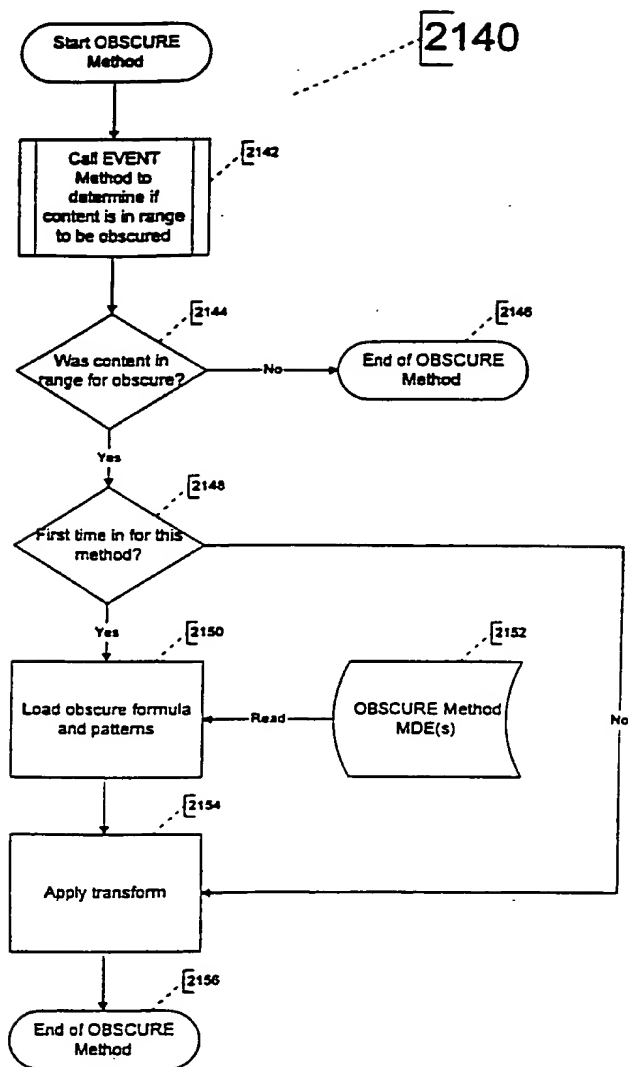 2140
Start OBSCURE
Method
2142
Call EVENT
Method to
determine if
content is in range
to be obscured
2144
Was content in
range for obscure?
No
2146
End of OBSCURE
Method
Yes
2148
First time in for this
method?
Yes
No
2150
Load obscure formula
and patterns
Read
2152
OBSCURE Method
MDE(s)
2154
Apply transform
2156
End of OBSCURE
Method